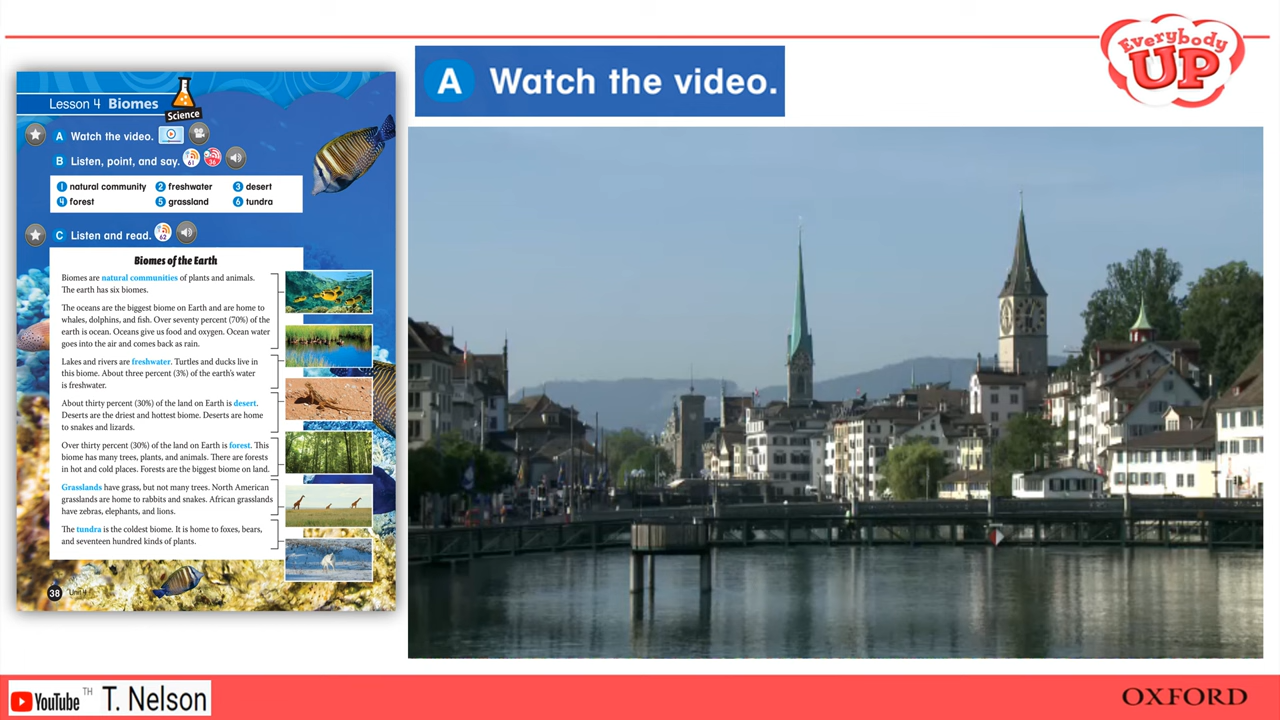 Everybody
UP
A Watch the video.
Lesson 4 Biomes
Science
A Watch the video.
B Listen, point, and say. 61 36
1 natural community 2 freshwater 3 desert
4 forest 5 grassland 6 tundra
C Listen and read. 62
Biomes of the Earth
Biomes are natural communities of plants and animals.
The earth has six biomes.
The oceans are the biggest biome on Earth and are home to
whales, dolphins, and fish. Over seventy percent (70%) of the
earth is ocean. Oceans give us food and oxygen. Ocean water
goes into the air and comes back as rain.
Lakes and rivers are freshwater. Turtles and ducks live in
this biome. About three percent (3%) of the earth's water
is freshwater.
About thirty percent (30%) of the land on Earth is desert.
Deserts are the driest and hottest biome. Deserts are home
to snakes and lizards.
Over thirty percent (30%) of the land on Earth is forest. This
biome has many trees, plants, and animals. There are forests
in hot and cold places. Forests are the biggest biome on land.
Grasslands have grass, but not many trees. North American
grasslands are home to rabbits and snakes. African grasslands
have zebras, elephants, and lions.
The tundra is the coldest biome. It is home to foxes, bears,
and seventeen hundred kinds of plants.
38 Unit 4
YouTube TH T. Nelson
OXFORD